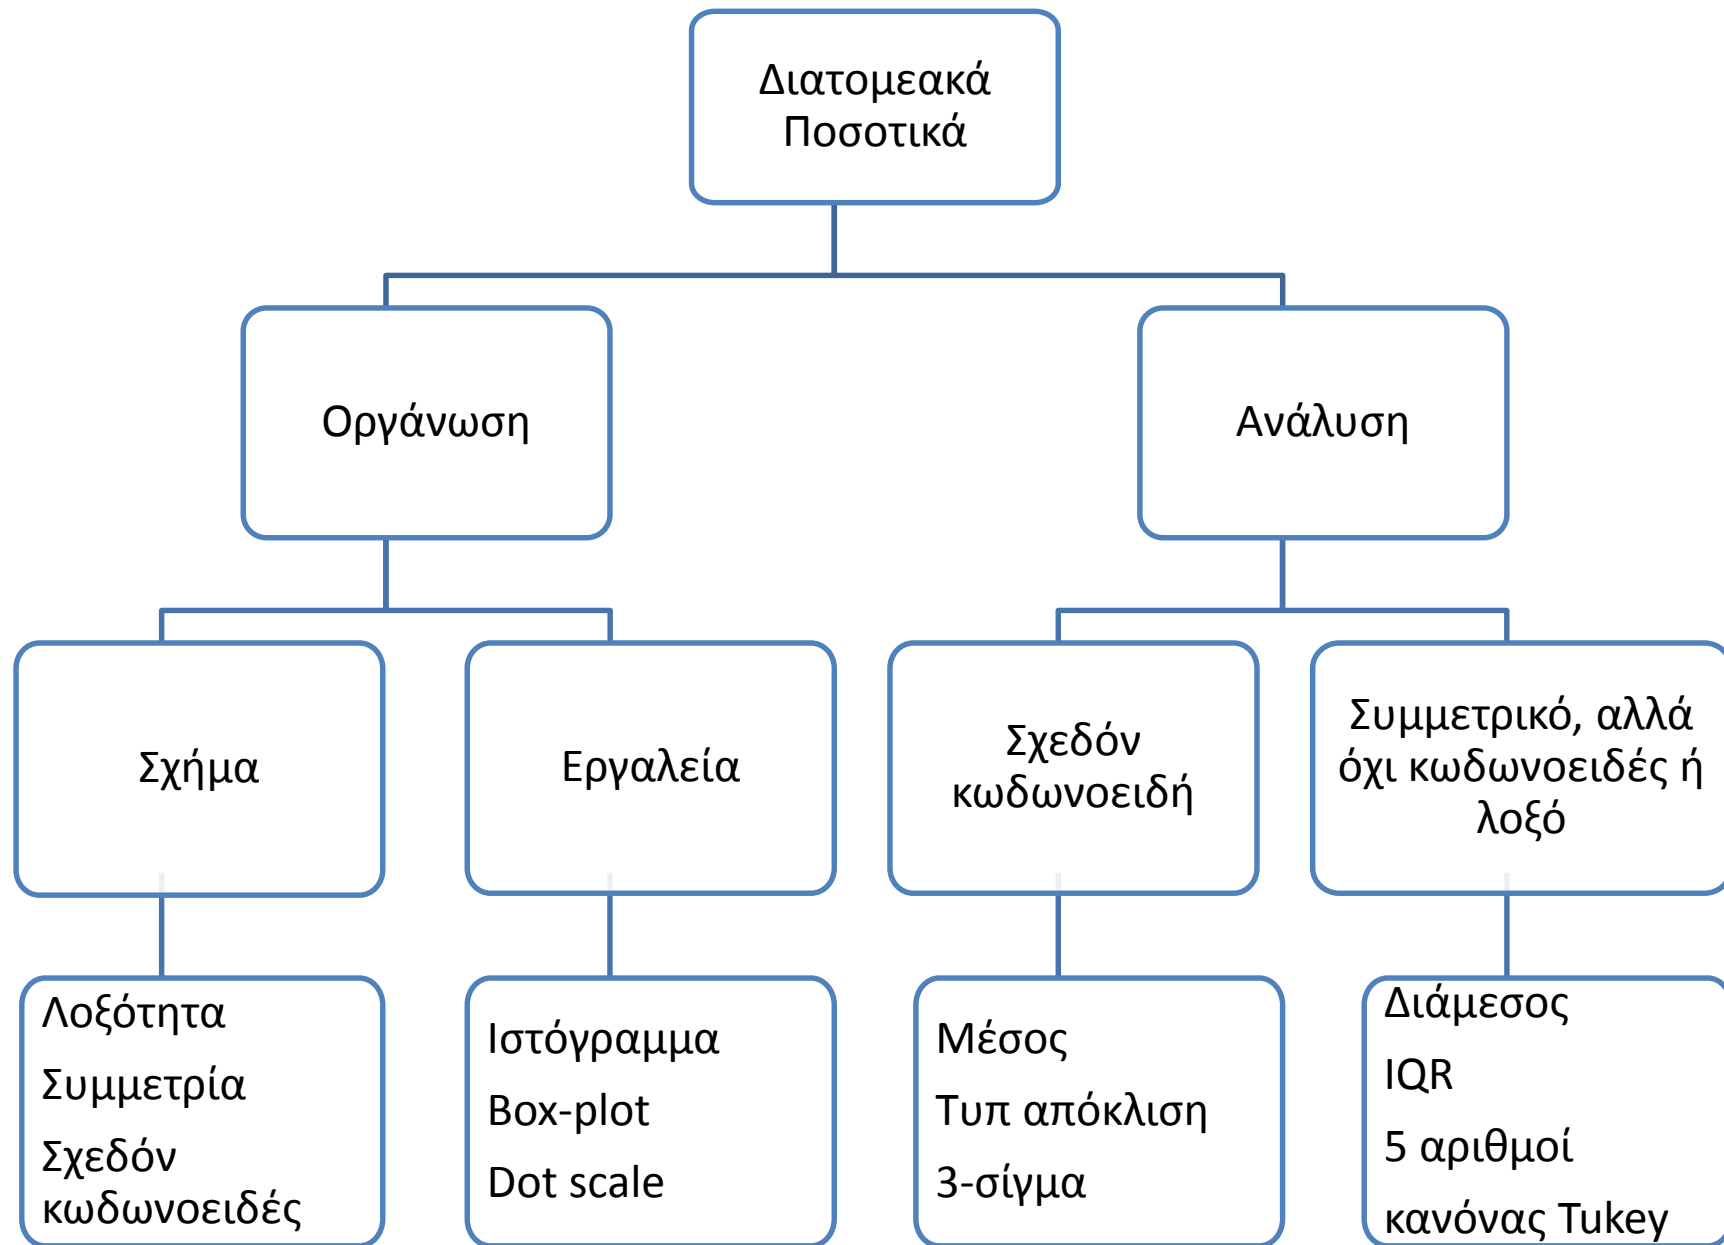 Διατομεακά
Ποσοτικά
Οργάνωση
Ανάλυση
Σχήμα
Εργαλεία
Σχεδόν
κωδωνοειδή
Συμμετρικό, αλλά
όχι κωδωνοειδές ή
λοξό
Λοξότητα
Συμμετρία
Σχεδόν
κωδωνοειδές
Ιστόγραμμα
Box-plot
Dot scale
Μέσος
Τυπ απόκλιση
3-σίγμα
Διάμεσος
IQR
5 αριθμοί
κανόνας Tukey